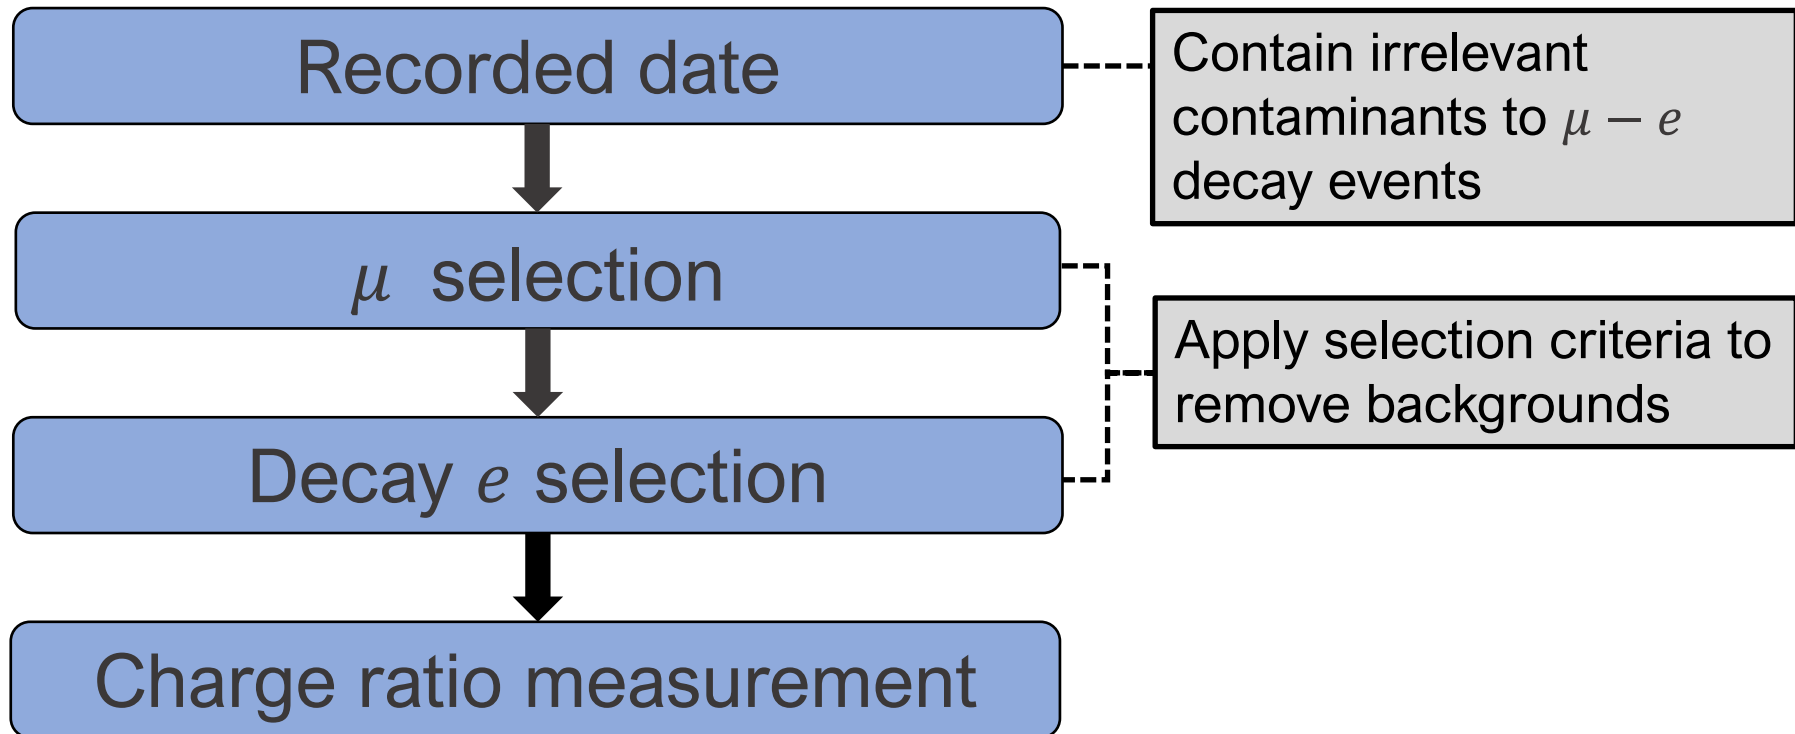 Recorded date
Contain irrelevant
contaminants to μ − e
decay events
μ selection
Apply selection criteria to
remove backgrounds
Decay e selection
Charge ratio measurement